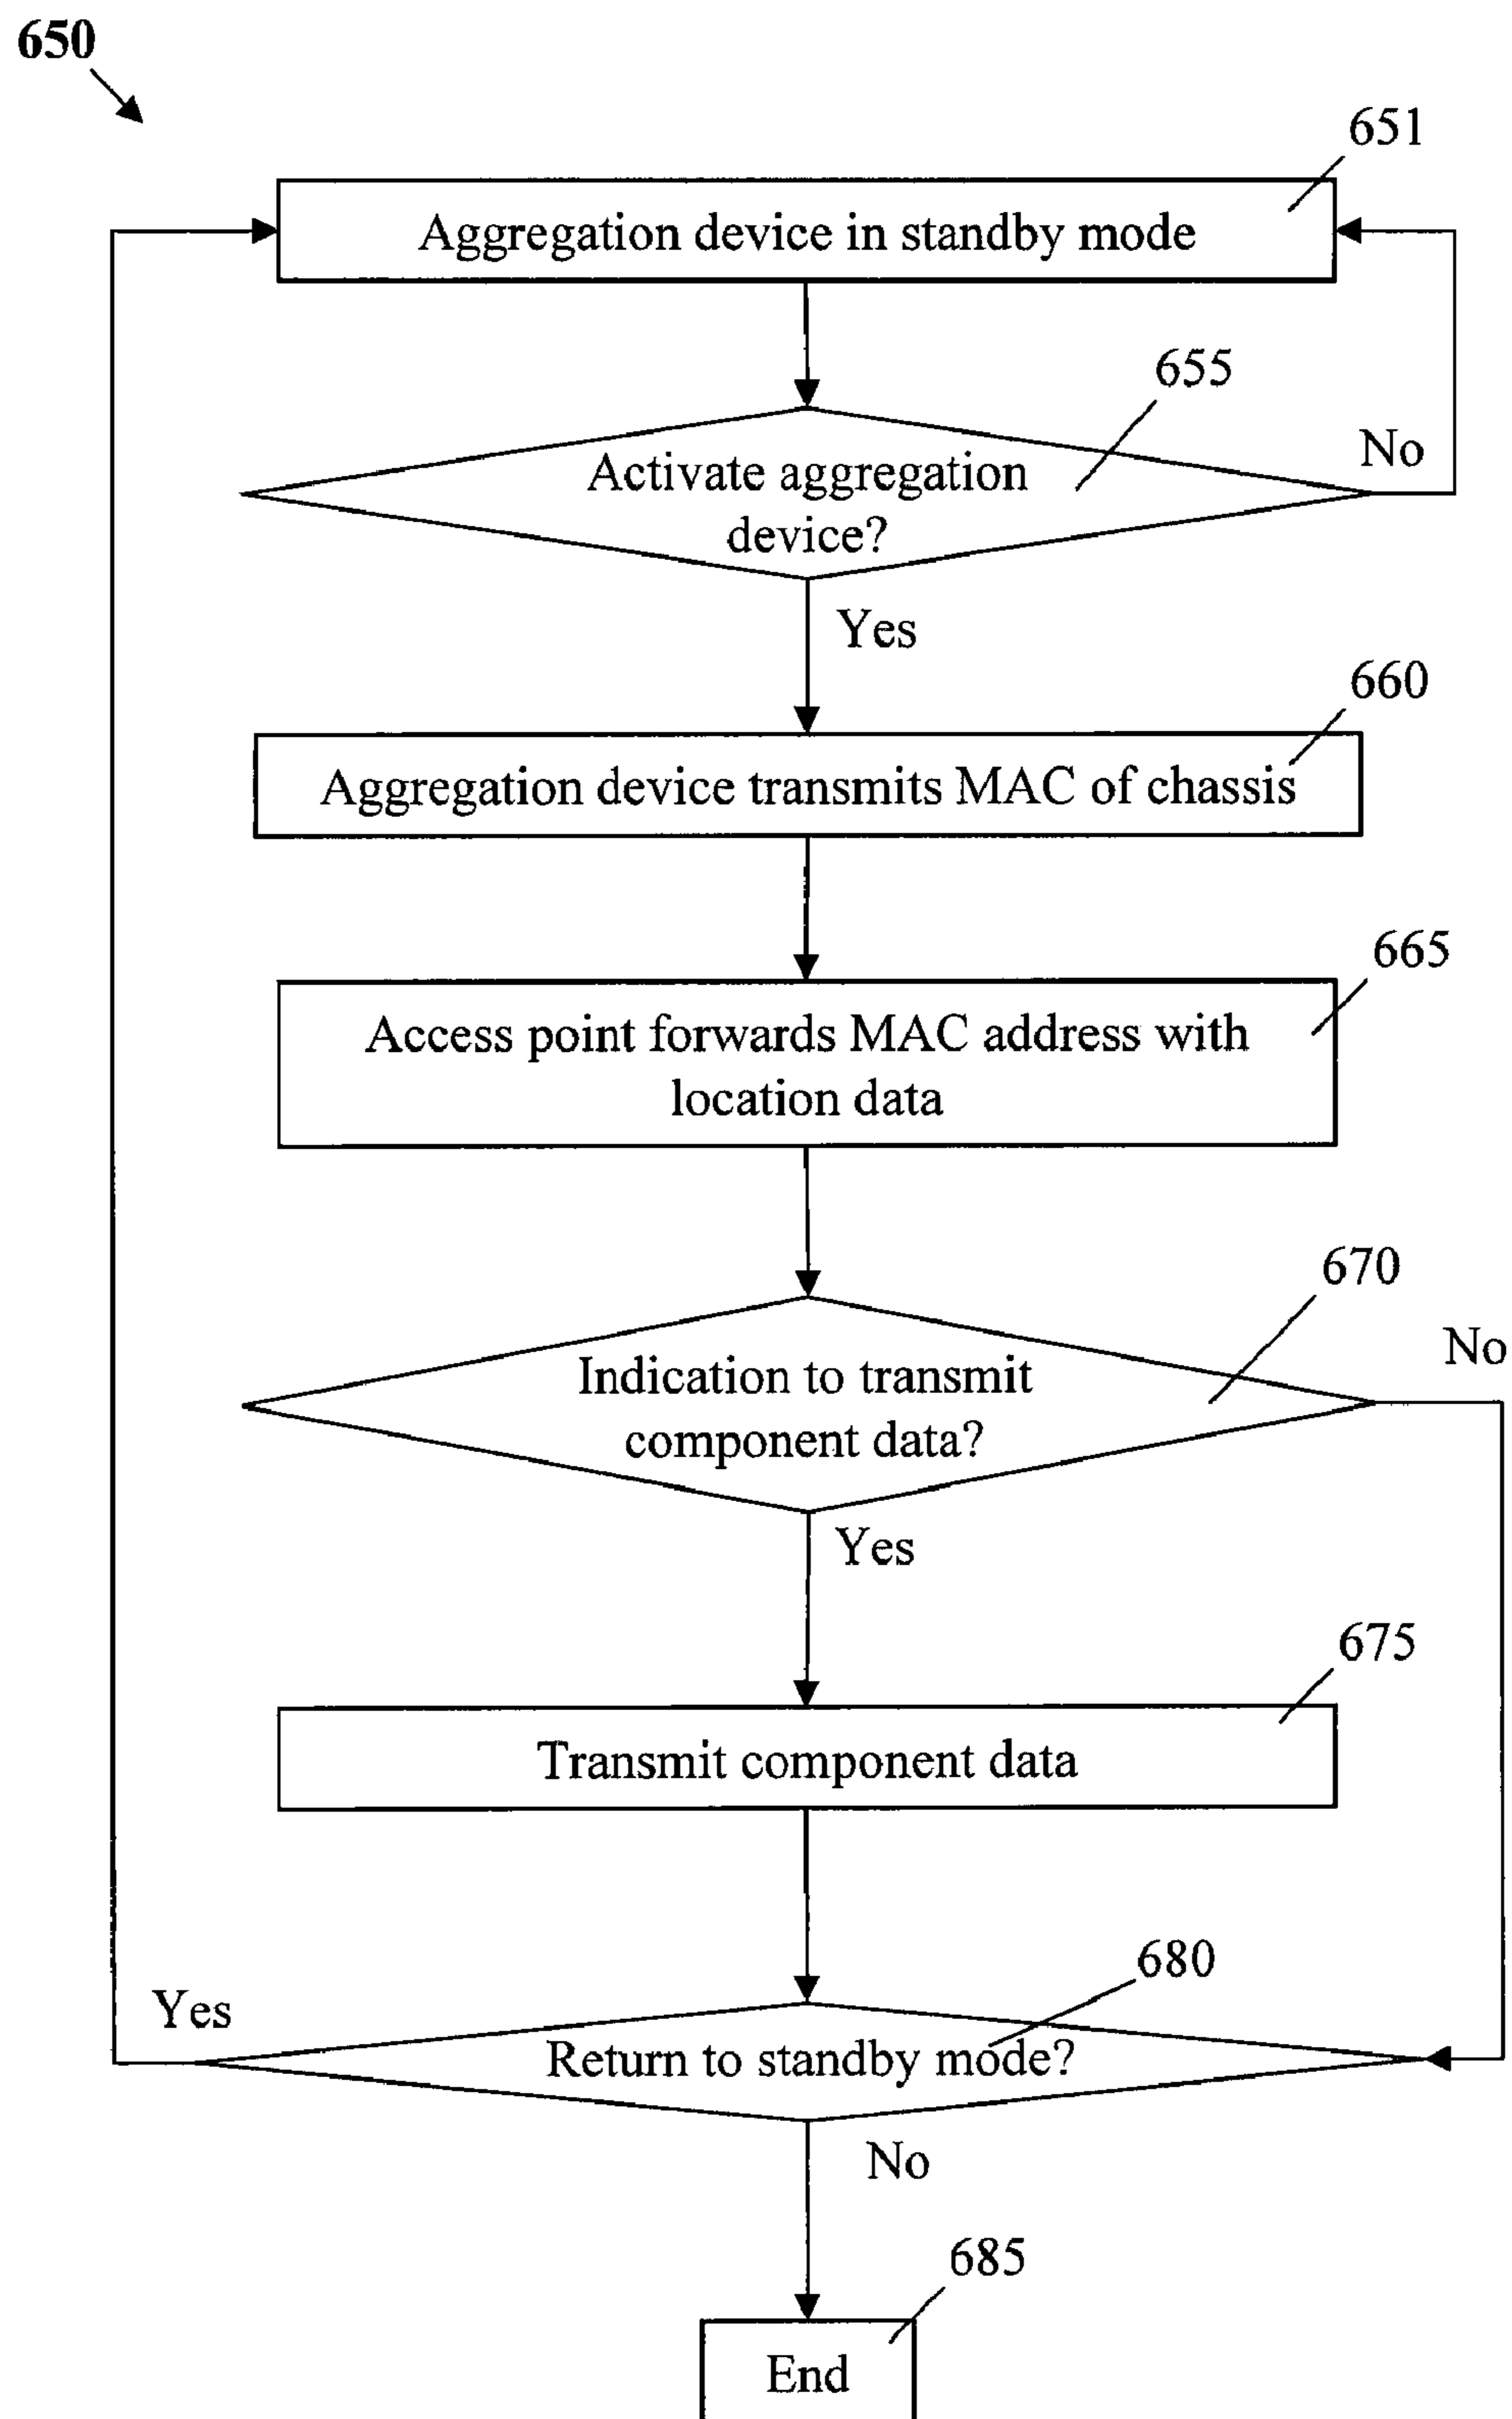 650
651
Aggregation device in standby mode
655
No
Activate aggregation
device?
Yes
660
Aggregation device transmits MAC of chassis
665
Access point forwards MAC address with
location data
670
No
Indication to transmit
component data?
Yes
675
Transmit component data
680
Yes
Return to standby mode?
No
685
End